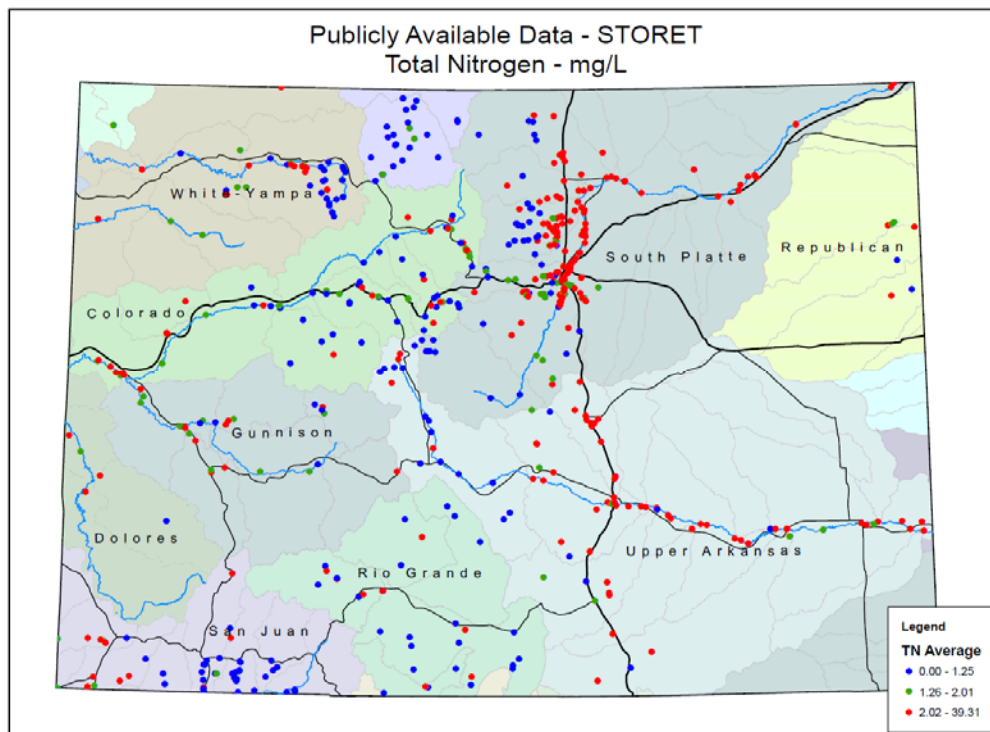 Publicly Available Data - STORET
Total Nitrogen - mg/L
White-Yampa
Republican
South Platte
Colorado
Gunnison
Dolores
Upper Arkansas
Rio Grande
San Juan
Legend
TN Average
0.00 - 1.25
1.26 - 2.01
2.02 - 39.31